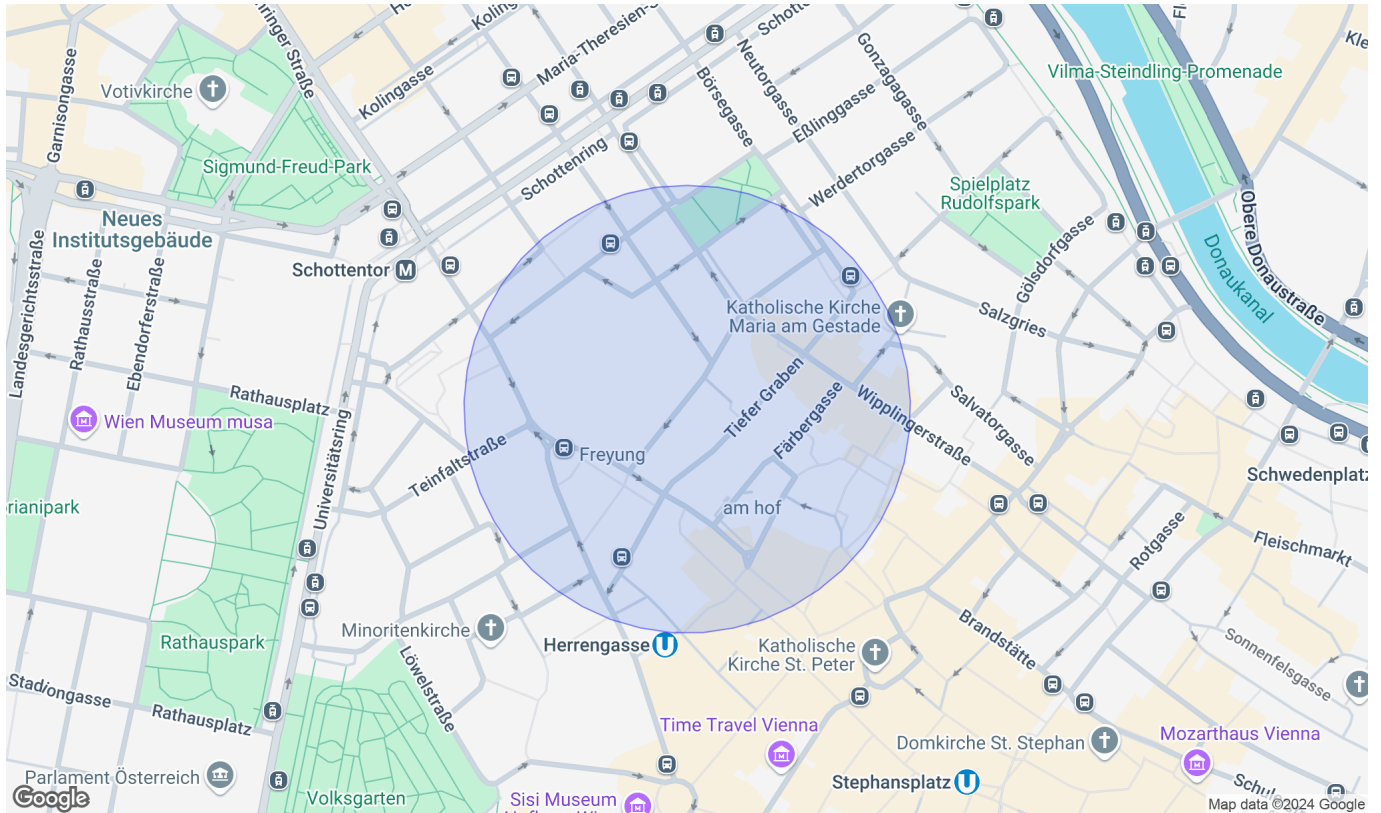 Kolingasse
Schotten
Votivkirche
Garnisongasse
Kolingasse
Maria-Theresien-
Börsegasse
Neutorgasse
Gonzagagasse
Eßlinggasse
Vilma-Steindling-Promenade
Sigmund-Freud-Park
Schottenring
Werdertorgasse
Spielplatz
Rudolfspark
Neues
Institutsgebäude
Schottentor
M
Gölsdorfgasse
Obere Donaustraße
Donaukanal
Landesgerichtsstraße
Rathausstraße
Ebendorferstraße
Katholische Kirche
Maria am Gestade
Salzgries
Rathausplatz
Wien Museum musa
Universitätsring
Teinfaltstraße
Freyung
Tiefer Graben
Färbergasse
Wipplingerstraße
Salvatorgasse
Schwedenplatz
rianipark
am hof
Rotgasse
Fleischmarkt
Rathauspark
Minoritenkirche
Herrengasse
U
Katholische
Kirche St. Peter
Brandstätte
Sonnenfelsgasse
Stadiongasse
Rathausplatz
Löwelstraße
Time Travel Vienna
Domkirche St. Stephan
Mozarthaus Vienna
Parlament Österreich
Volksgarten
Stephansplatz
U
Sisi Museum
Google
Map data ©2024 Google